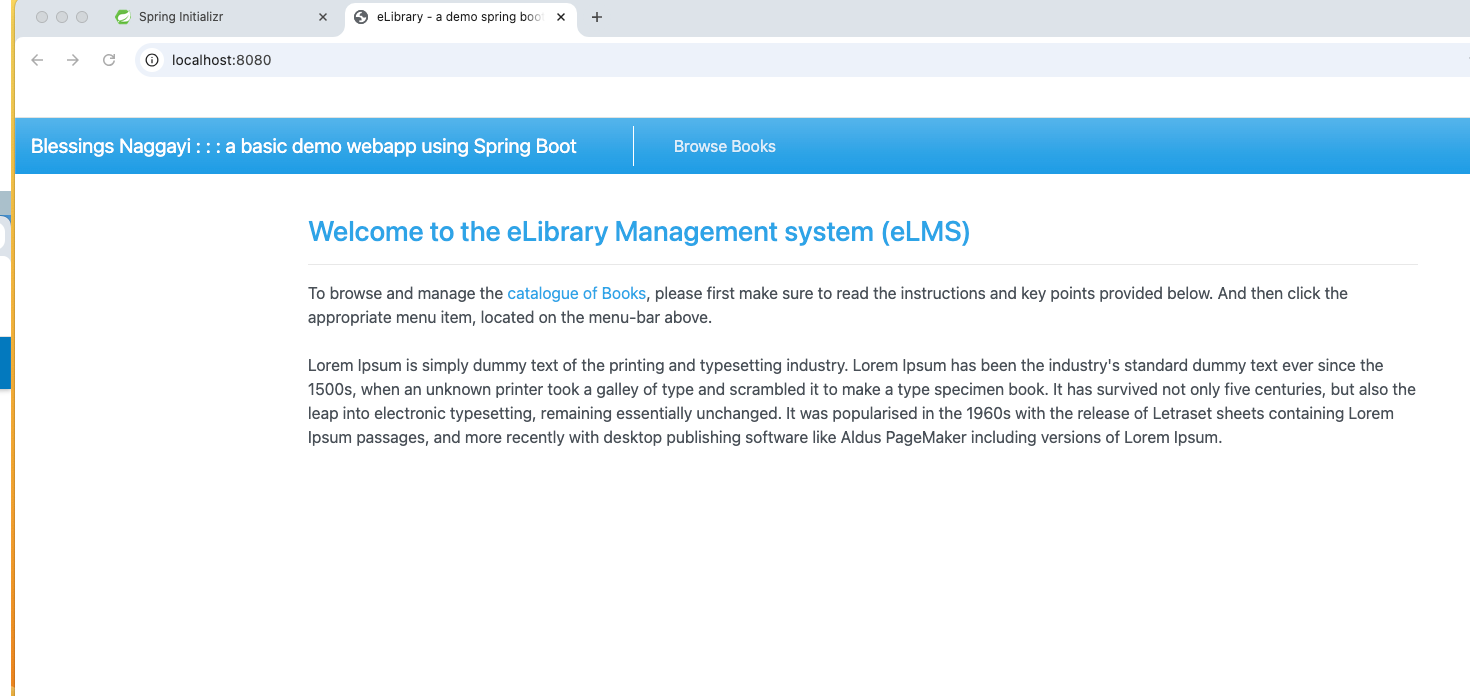 Spring Initializr
eLibrary - a demo spring boot
localhost:8080
Blessings Naggayi : : : a basic demo webapp using Spring Boot
Browse Books
Welcome to the eLibrary Management system (eLMS)
To browse and manage the catalogue of Books, please first make sure to read the instructions and key points provided below. And then click the
appropriate menu item, located on the menu-bar above.
Lorem Ipsum is simply dummy text of the printing and typesetting industry. Lorem Ipsum has been the industry's standard dummy text ever since the
1500s, when an unknown printer took a galley of type and scrambled it to make a type specimen book. It has survived not only five centuries, but also the
leap into electronic typesetting, remaining essentially unchanged. It was popularised in the 1960s with the release of Letraset sheets containing Lorem
Ipsum passages, and more recently with desktop publishing software like Aldus PageMaker including versions of Lorem Ipsum.